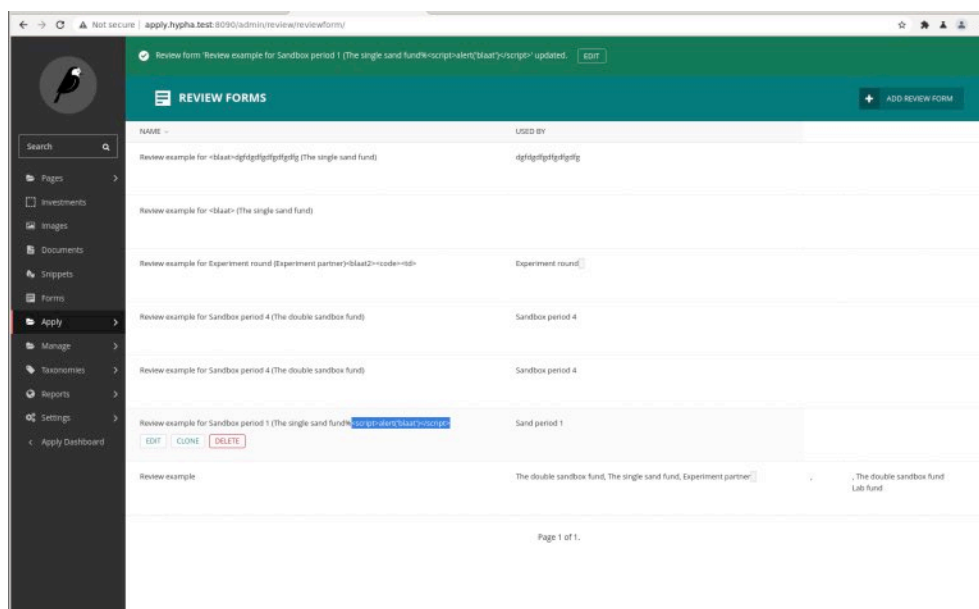 Not secure | apply.hypha.test:8090/admin/review/reviewform/
Review form 'Review example for Sandbox period 1 (The single sand fund%<script>alert('blaat')</script>' updated. EDIT
REVIEW FORMS
ADD REVIEW FORM
Search
Pages
Investments
Images
Documents
Snippets
Forms
Apply
Manage
Taxonomies
Reports
Settings
Apply Dashboard
NAME USED BY
Review example for <blaat>dgfdgdfgdfgdfgdfg (The single sand fund) dgfdgdfgdfgdfgdfg
Review example for <blaat> (The single sand fund)
Review example for Experiment round (Experiment partner)<blaat2><code><td> Experiment round
Review example for Sandbox period 4 (The double sandbox fund) Sandbox period 4
Review example for Sandbox period 4 (The double sandbox fund) Sandbox period 4
Review example for Sandbox period 1 (The single sand fund%<script>alert('blaat')</script> Sand period 1
EDIT CLONE DELETE
Review example The double sandbox fund, The single sand fund, Experiment partner , , The double sandbox fund
Lab fund
Page 1 of 1.